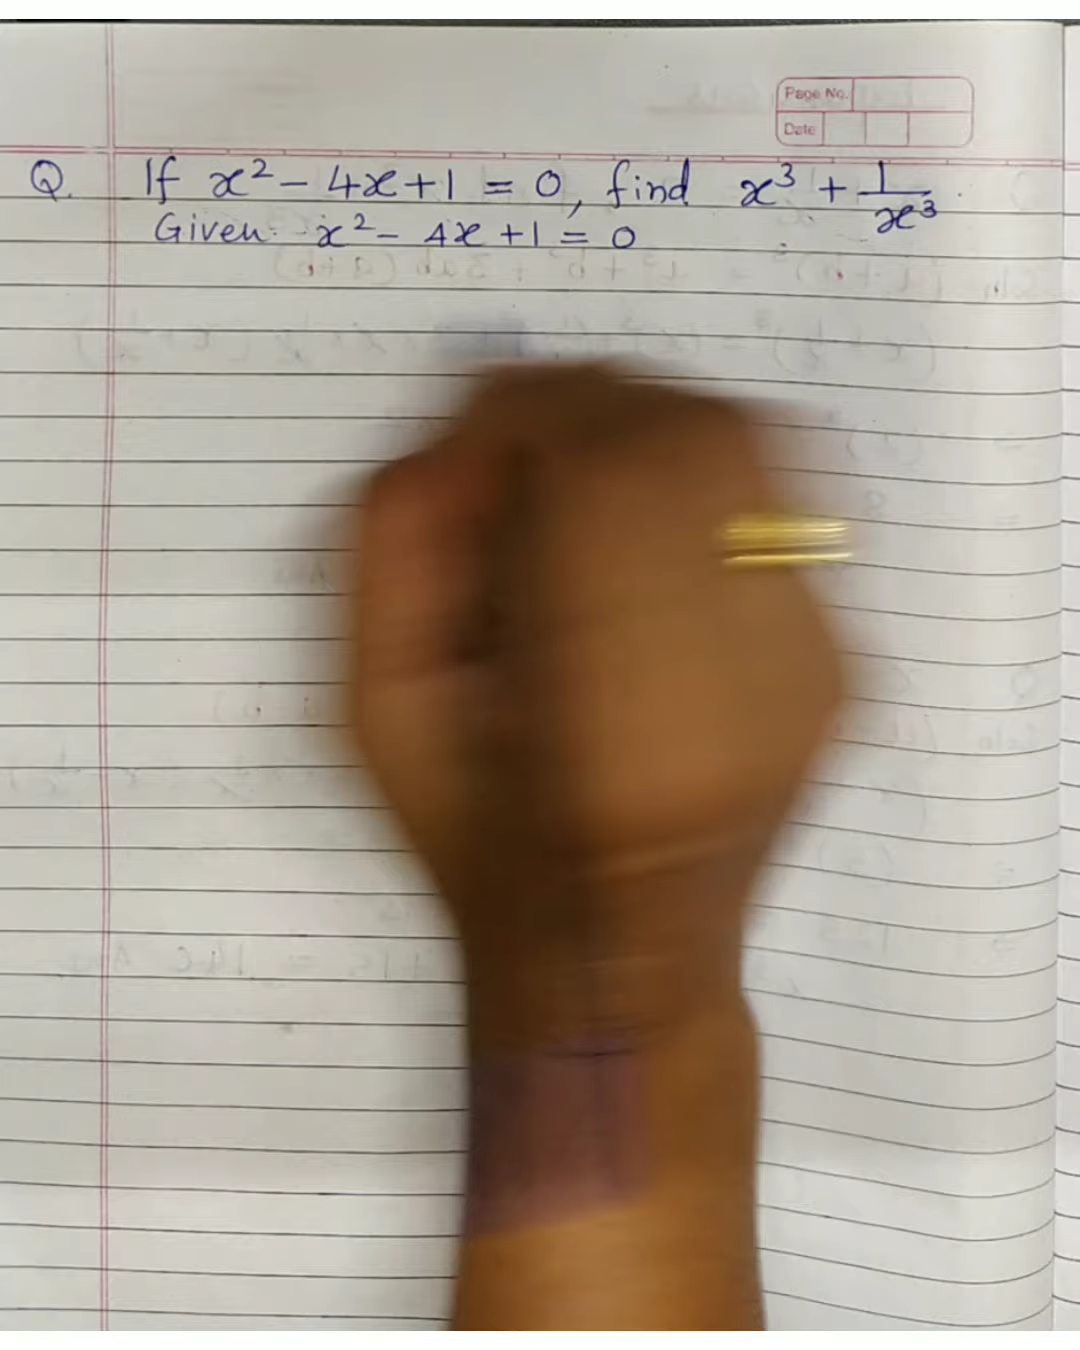 Page No.
Date
Q. If x² - 4x + 1 = 0, find x³ + 1/x³
Given: x² - 4x + 1 = 0